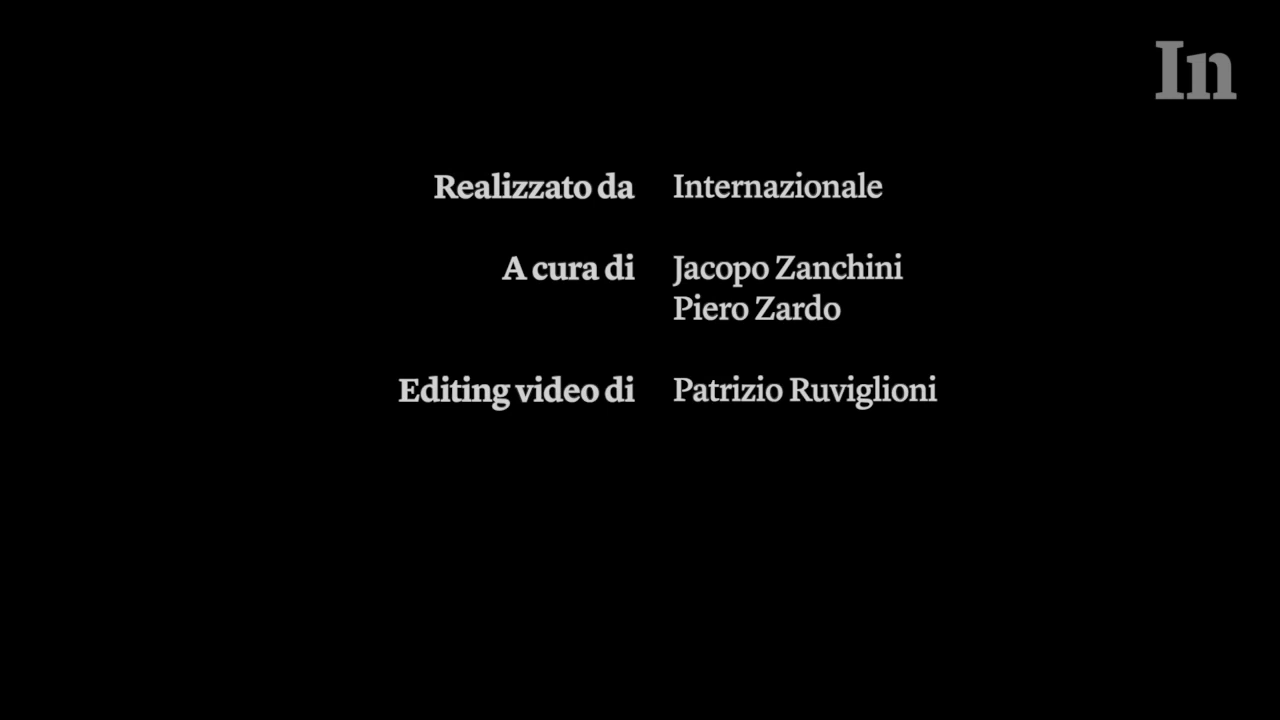 In
Realizzato da Internazionale
A cura di Jacopo Zanchini
Piero Zardo
Editing video di Patrizio Ruviglioni